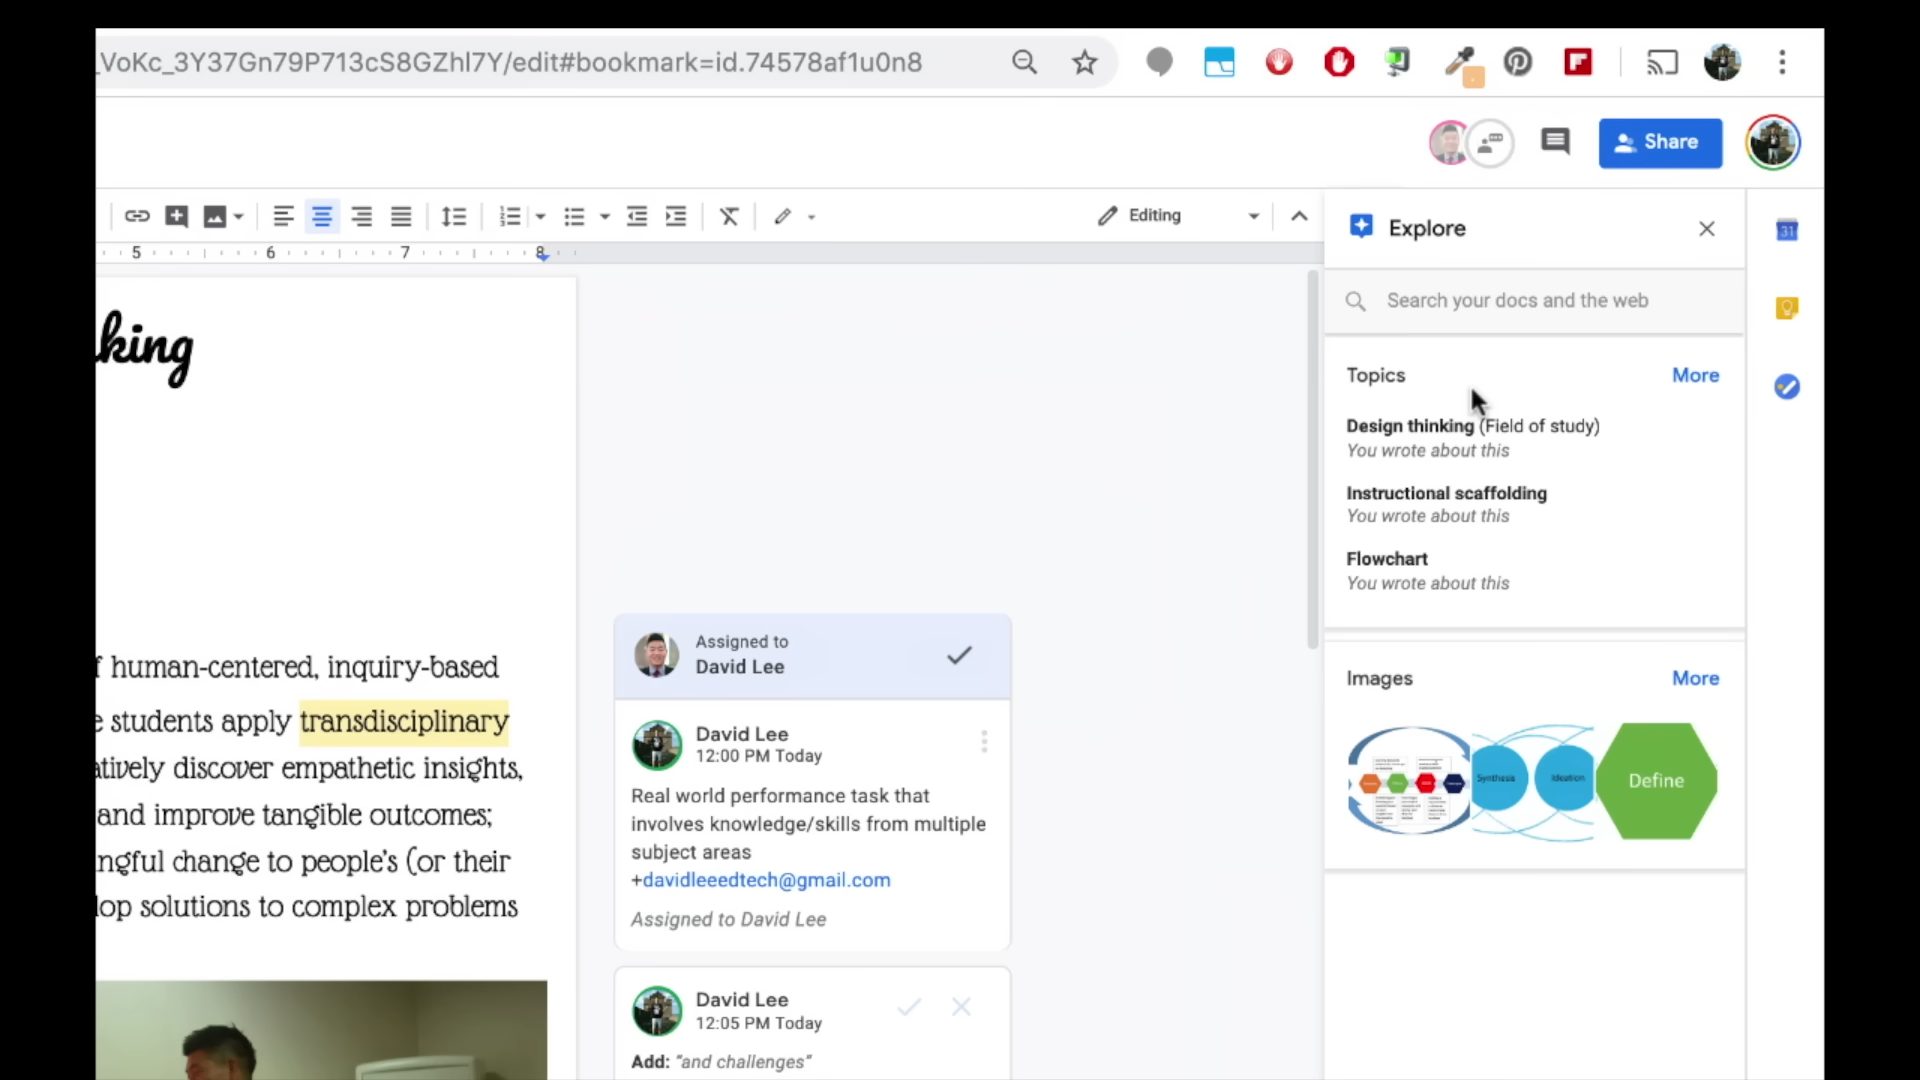 _VoKc_3Y37Gn79P713cS8GZhl7Y/edit#bookmark=id.74578af1u0n8
Share
Editing
5 6 7 8
Explore
31
Search your docs and the web
king
Topics More
Design thinking (Field of study)
You wrote about this
Instructional scaffolding
You wrote about this
Flowchart
You wrote about this
Images More
Synthesis Ideation Define
f human-centered, inquiry-based
e students apply transdisciplinary
atively discover empathetic insights,
and improve tangible outcomes;
ngful change to people's (or their
lop solutions to complex problems
Assigned to
David Lee
David Lee
12:00 PM Today
Real world performance task that
involves knowledge/skills from multiple
subject areas
+davidleeedtech@gmail.com
Assigned to David Lee
David Lee
12:05 PM Today
Add: "and challenges"